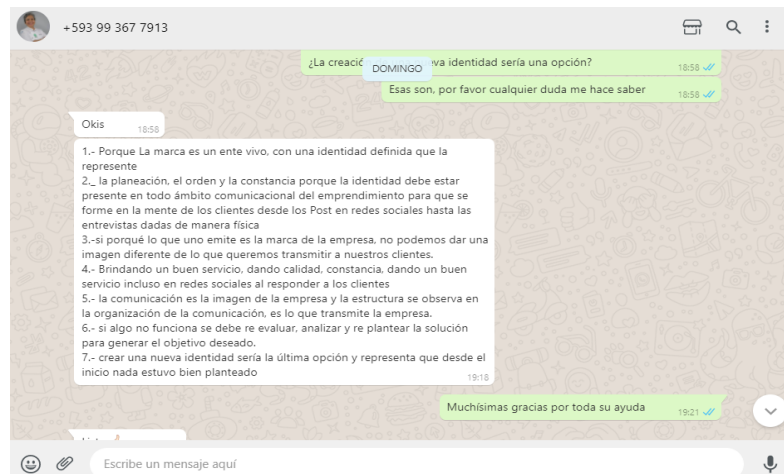 +593 99 367 7913
¿La creació
va identidad sería una opción?
18:58
DOMINGO
Esas son, por favor cualquier duda me hace saber
18:58
Okis
18:58
1.- Porque La marca es un ente vivo, con una identidad definida que la
represente
2._ la planeación, el orden y la constancia porque la identidad debe estar
presente en todo ámbito comunicacional del emprendimiento para que se
forme en la mente de los clientes desde los Post en redes sociales hasta las
entrevistas dadas de manera física
3.-si porqué lo que uno emite es la marca de la empresa, no podemos dar una
imagen diferente de lo que queremos transmitir a nuestros clientes.
4.- Brindando un buen servicio, dando calidad, constancia, dando un buen
servicio incluso en redes sociales al responder a los clientes
5.- la comunicación es la imagen de la empresa y la estructura se observa en
la organización de la comunicación, es lo que transmite la empresa.
6.- si algo no funciona se debe re evaluar, analizar y re plantear la solución
para generar el objetivo deseado.
7.- crear una nueva identidad sería la última opción y representa que desde el
inicio nada estuvo bien planteado
19:18
Muchísimas gracias por toda su ayuda
19:21
Escribe un mensaje aquí